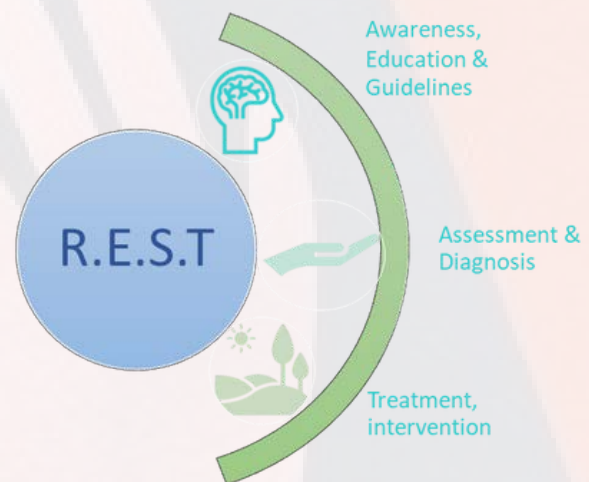 Awareness,
Education &
Guidelines
R.E.S.T
Assessment &
Diagnosis
Treatment,
intervention